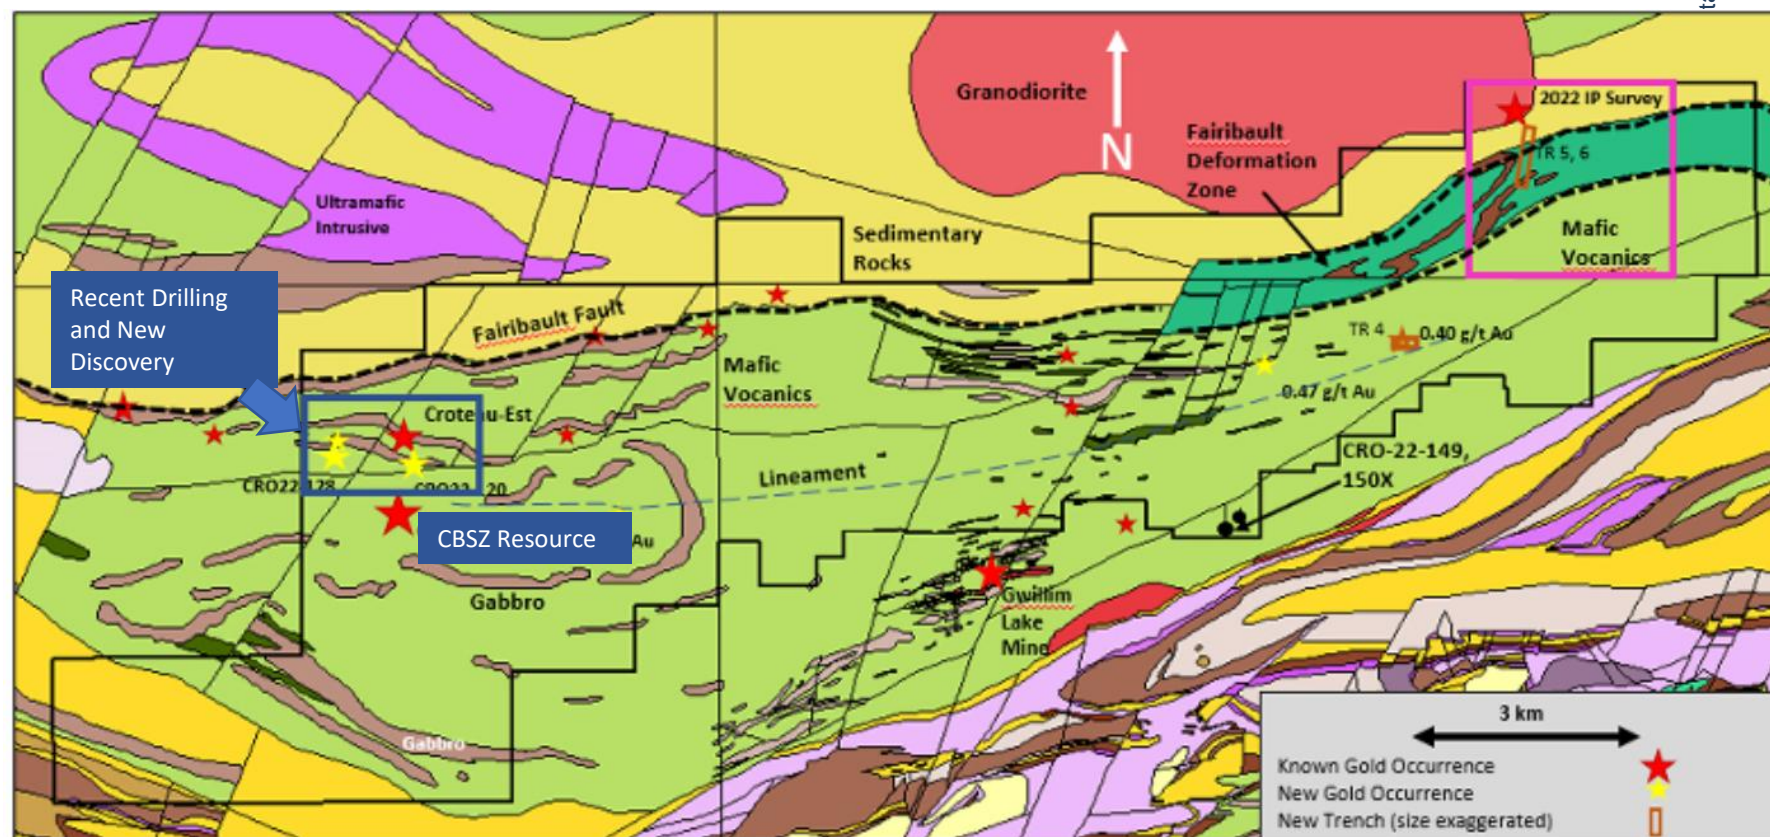 Granodiorite
N
Fairibault
Deformation
Zone
2022 IP Survey
TR 5, 6
Mafic
Vocanics
Ultramafic
Intrusive
Sedimentary
Rocks
Recent Drilling
and New
Discovery
Fairibault Fault
Mafic
Vocanics
TR 4
0.40 g/t Au
0.47 g/t Au
Croteau-Est
CRO22-128
Lineament
CRO-22-149,
150X
CBSZ Resource
Au
Gabbro
Gwillim
Lake
Mine
Gabbro
3 km
Known Gold Occurrence
New Gold Occurrence
New Trench (size exaggerated)